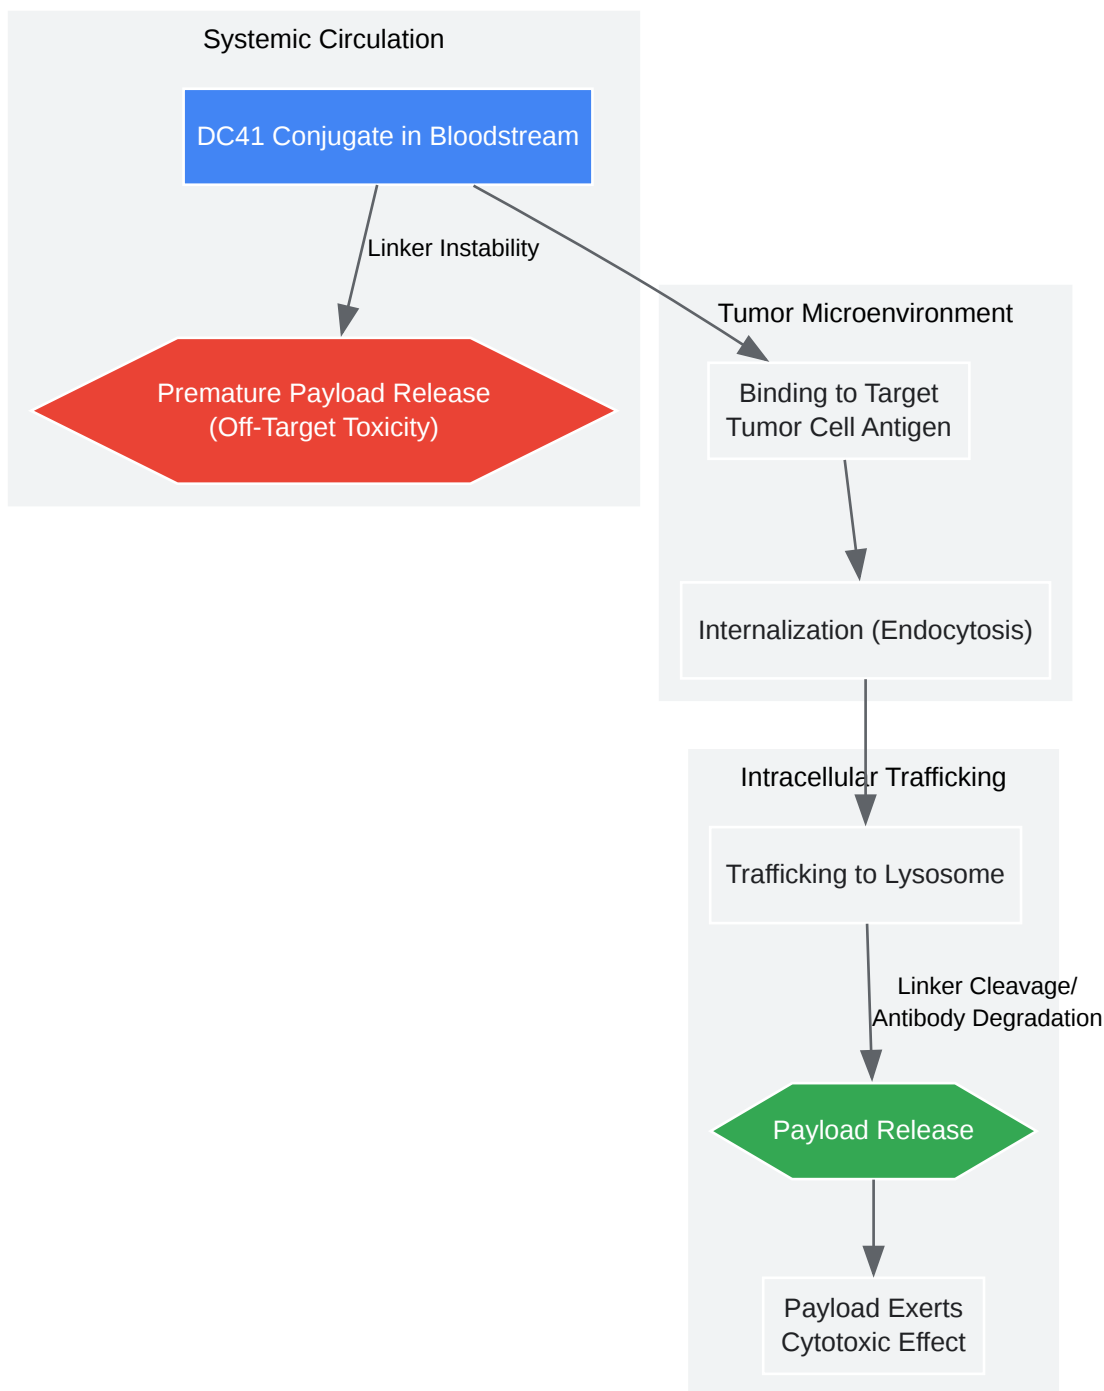 Systemic Circulation
DC41 Conjugate in Bloodstream
Linker Instability
Premature Payload Release
(Off-Target Toxicity)
Tumor Microenvironment
Binding to Target
Tumor Cell Antigen
Internalization (Endocytosis)
Intracellular Trafficking
Trafficking to Lysosome
Linker Cleavage/
Antibody Degradation
Payload Release
Payload Exerts
Cytotoxic Effect